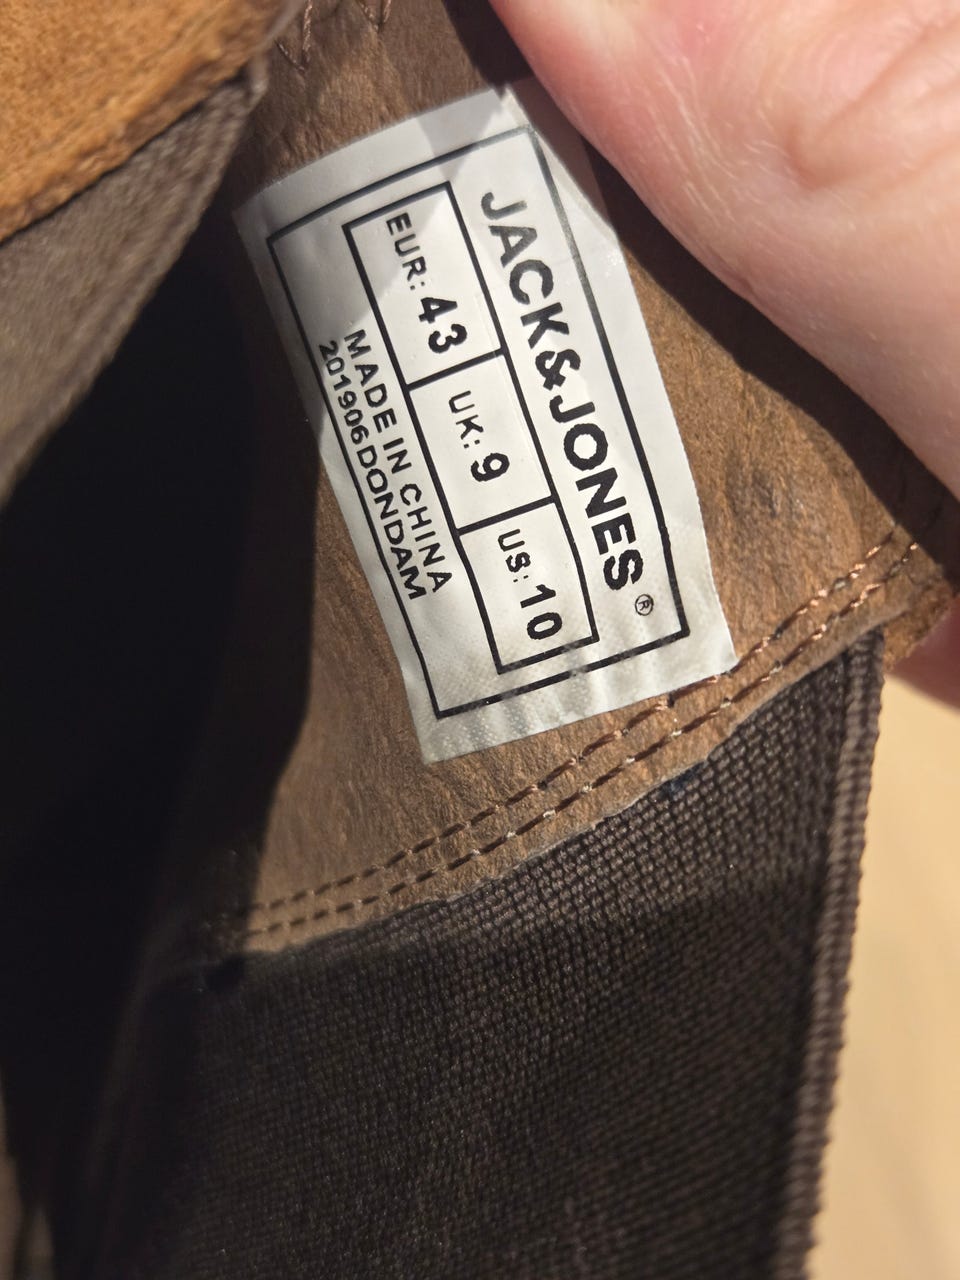 JACK&JONES®
EUR: 43
UK: 9
US: 10
MADE IN CHINA
201906DONDAM